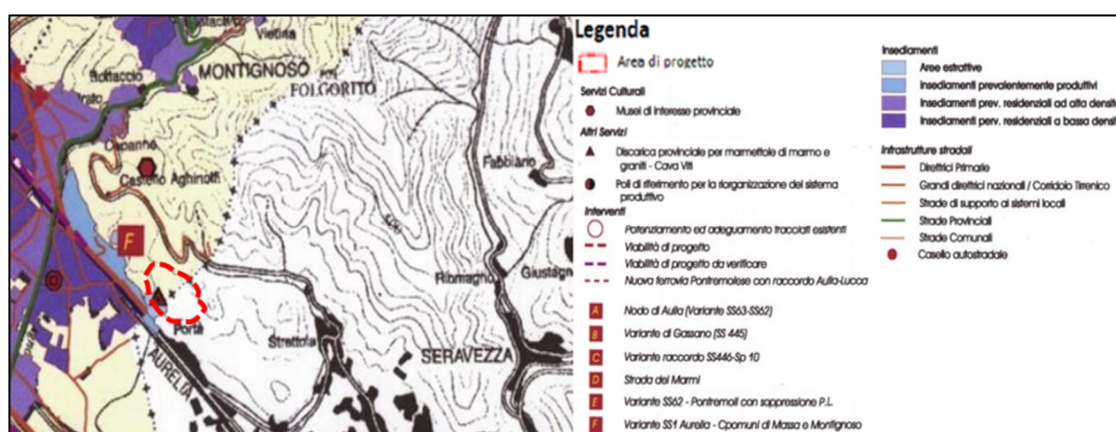 Vietina
Bottaccio
MONTIGNOSO
FOLGORITO
Capanne
Castello Aghinolfi
F
Porta
AURELIA
Strettoia
SERAVEZZA
Fabbiano
Riomagno
Giustagn
Legenda
Area di progetto
Servizi Culturali
Musei di interesse provinciale
Altri Servizi
Discarica provinciale per marmettole di marmo e
graniti - Cava Viti
Poli di riferimento per la riorganizzazione del sistema
produttivo
Interventi
Potenziamento ed adeguamento tracciati esistenti
Viabilità di progetto
Viabilità di progetto da verificare
Nuova ferrovia Pontremolese con raccordo Aulla-Lucca
A Nodo di Aulla (Variante SS63-SS62)
B Variante di Gassano (SS 445)
C Variante raccordo SS446-Sp 10
D Strada dei Marmi
E Variante SS62 - Pontremoli con soppressione P.L.
F Variante SS1 Aurelia - Cpomuni di Massa e Montignoso
Insediamenti
Aree estrattive
Insediamenti prevalentemente produttivi
Insediamenti prev. residenziali ad alta densit
Insediamenti perv. residenziali a bassa densit
Infrastrutture stradali
Direttrici Primarie
Grandi direttrici nazionali / Corridoio Tirrenico
Strade di supporto ai sistemi locali
Strade Provinciali
Strade Comunali
Casello autostradale